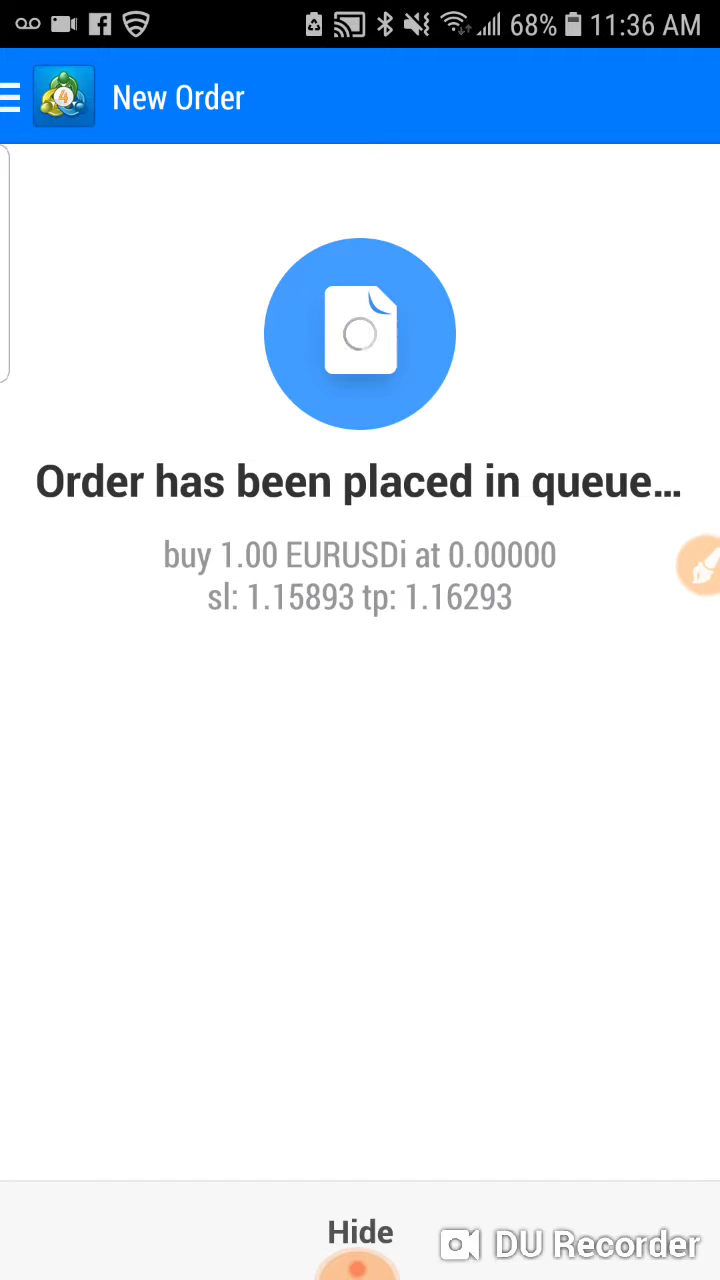 68% 11:36 AM
4 New Order
Order has been placed in queue...
buy 1.00 EURUSDi at 0.00000
sl: 1.15893 tp: 1.16293
Hide
DU Recorder